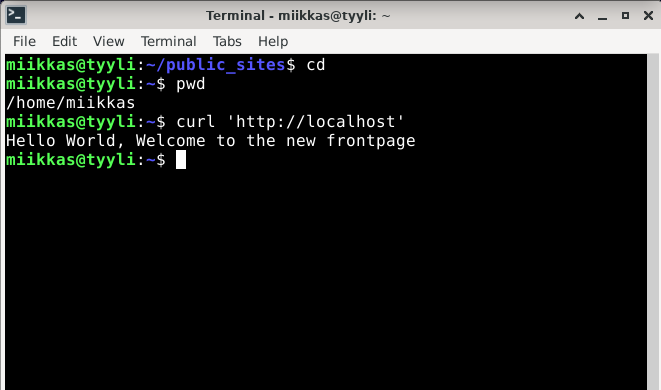 Terminal - miikkas@tyyli: ~
File Edit View Terminal Tabs Help
miikkas@tyyli:~/public_sites$ cd
miikkas@tyyli:~$ pwd
/home/miikkas
miikkas@tyyli:~$ curl 'http://localhost'
Hello World, Welcome to the new frontpage
miikkas@tyyli:~$